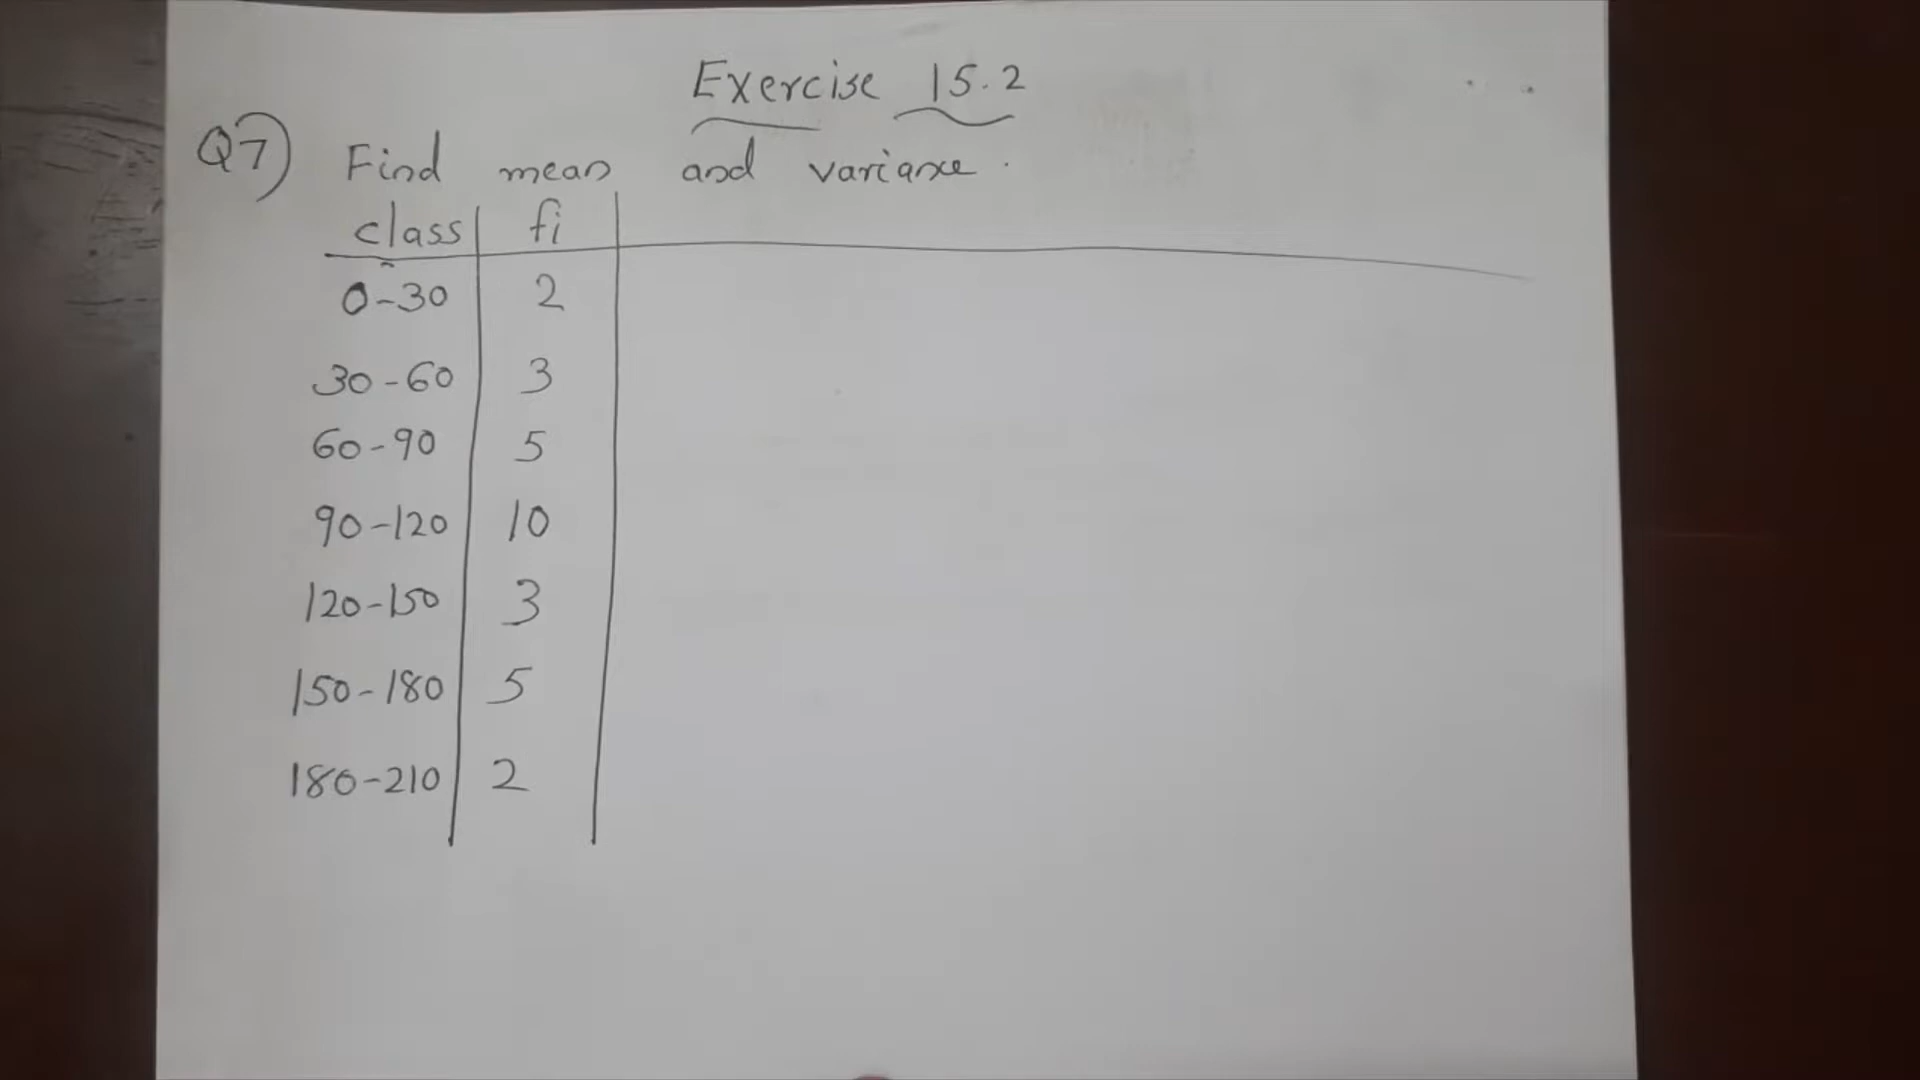 Exercise 15.2
Q7) Find mean and variance.
class fi
0-30 2
30-60 3
60-90 5
90-120 10
120-150 3
150-180 5
180-210 2